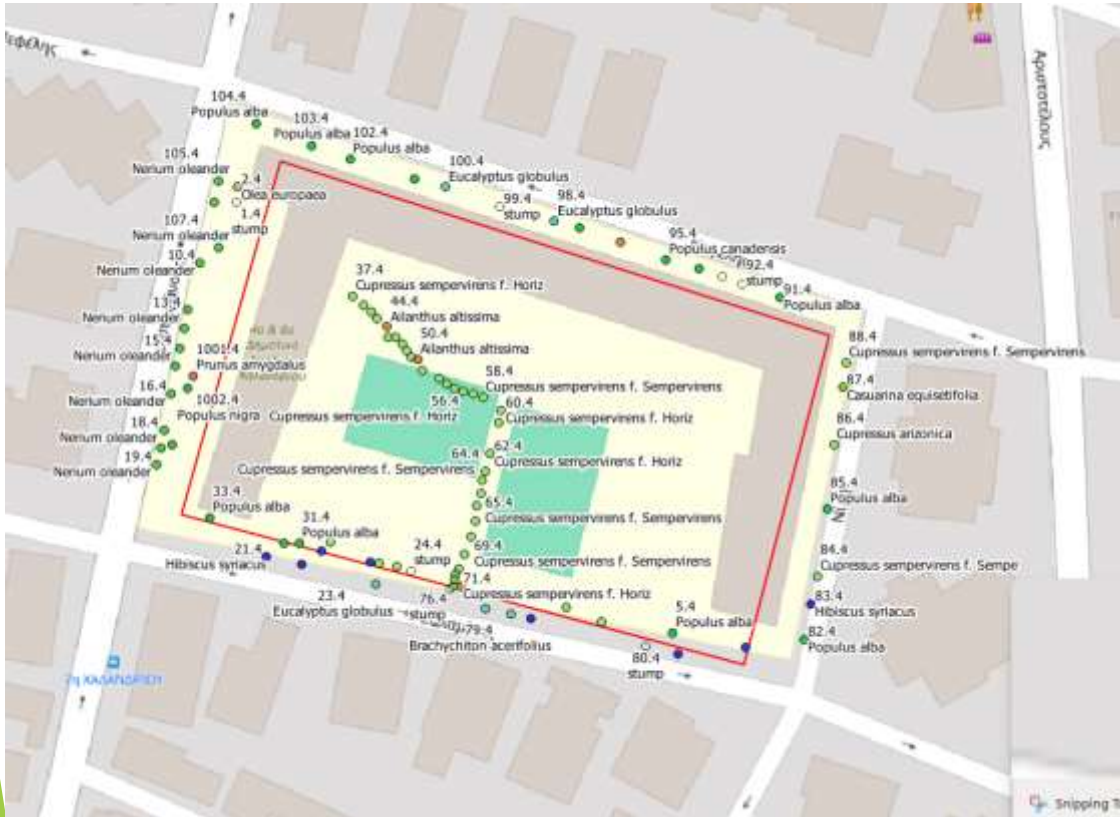 104.4
Populus alba
103.4
Populus alba
102.4
Populus alba
105.4
Nerium oleander
2.4
Olea europaea
1.4
stump
100.4
Eucalyptus globulus
99.4
stump
98.4
Eucalyptus globulus
107.4
Nerium oleander
95.4
Populus canadensis
92.4
stump
91.4
Populus alba
10.4
Nerium oleander
37.4
Cupressus sempervirens f. Horiz
13.4
Nerium oleander
44.4
Ailanthus altissima
50.4
Ailanthus altissima
15.4
Nerium oleander
1001.4
Prunus amygdalus
88.4
Cupressus sempervirens f. Sempervirens
87.4
Casuarina equisetifolia
16.4
Nerium oleander
1002.4
Populus nigra
58.4
Cupressus sempervirens f. Sempervirens
56.4
Cupressus sempervirens f. Horiz
60.4
Cupressus sempervirens f. Horiz
86.4
Cupressus arizonica
18.4
Nerium oleander
62.4
Cupressus sempervirens f. Horiz
64.4
Cupressus sempervirens f. Sempervirens
19.4
Nerium oleander
85.4
Populus alba
65.4
Cupressus sempervirens f. Sempervirens
33.4
Populus alba
31.4
Populus alba
21.4
Hibiscus syriacus
24.4
stump
69.4
Cupressus sempervirens f. Sempervirens
84.4
Cupressus sempervirens f. Sempe
71.4
Cupressus sempervirens f. Horiz
23.4
Eucalyptus globulus
76.4
stump
83.4
Hibiscus syriacus
5.4
Populus alba
79.4
Brachychiton acerifolius
82.4
Populus alba
80.4
stump
Αριστοτέλους
7η ΧΑΛΑΝΔΡΙΟΥ
Snipping T